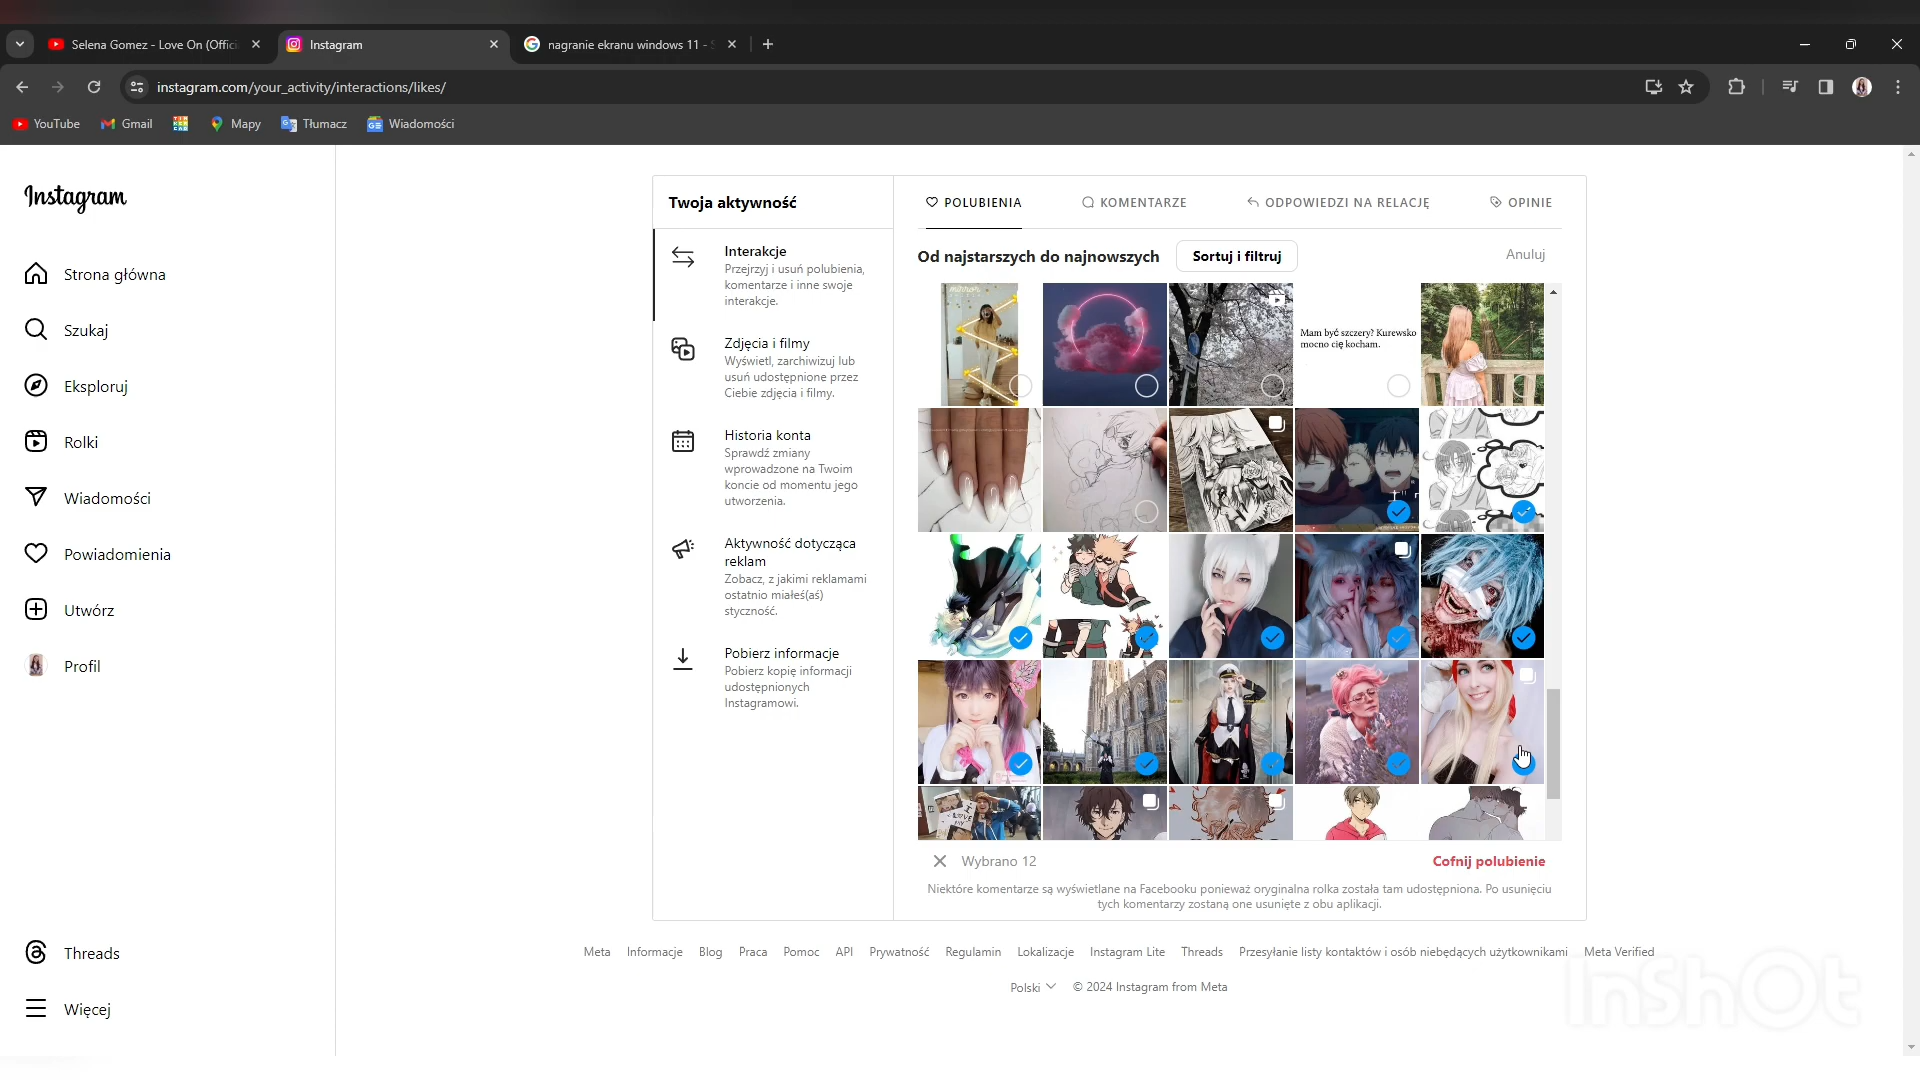 Selena Gomez - Love On (Offici
Instagram
nagranie ekranu windows 11 - S
instagram.com/your_activity/interactions/likes/
YouTube
Gmail
Mapy
Tłumacz
Wiadomości
Instagram
Strona główna
Szukaj
Eksploruj
Rolki
Wiadomości
Powiadomienia
Utwórz
Profil
Threads
Więcej
Twoja aktywność
Interakcje
Przejrzyj i usuń polubienia,
komentarze i inne swoje
interakcje.
Zdjęcia i filmy
Wyświetl, zarchiwizuj lub
usuń udostępnione przez
Ciebie zdjęcia i filmy.
Historia konta
Sprawdź zmiany
wprowadzone na Twoim
koncie od momentu jego
utworzenia.
Aktywność dotycząca
reklam
Zobacz, z jakimi reklamami
ostatnio miałeś(aś)
styczność.
Pobierz informacje
Pobierz kopię informacji
udostępnionych
Instagramowi.
POLUBIENIA
KOMENTARZE
ODPOWIEDZI NA RELACJĘ
OPINIE
Od najstarszych do najnowszych
Sortuj i filtruj
Anuluj
Mam być szczery? Kurewsko
mocno cię kocham.
Wybrano 12
Cofnij polubienie
Niektóre komentarze są wyświetlane na Facebooku ponieważ oryginalna rolka została tam udostępniona. Po usunięciu
tych komentarzy zostaną one usunięte z obu aplikacji.
Meta Informacje Blog Praca Pomoc API Prywatność Regulamin Lokalizacje Instagram Lite Threads Przesyłanie listy kontaktów i osób niebędących użytkownikami Meta Verified
Polski © 2024 Instagram from Meta
InShOt